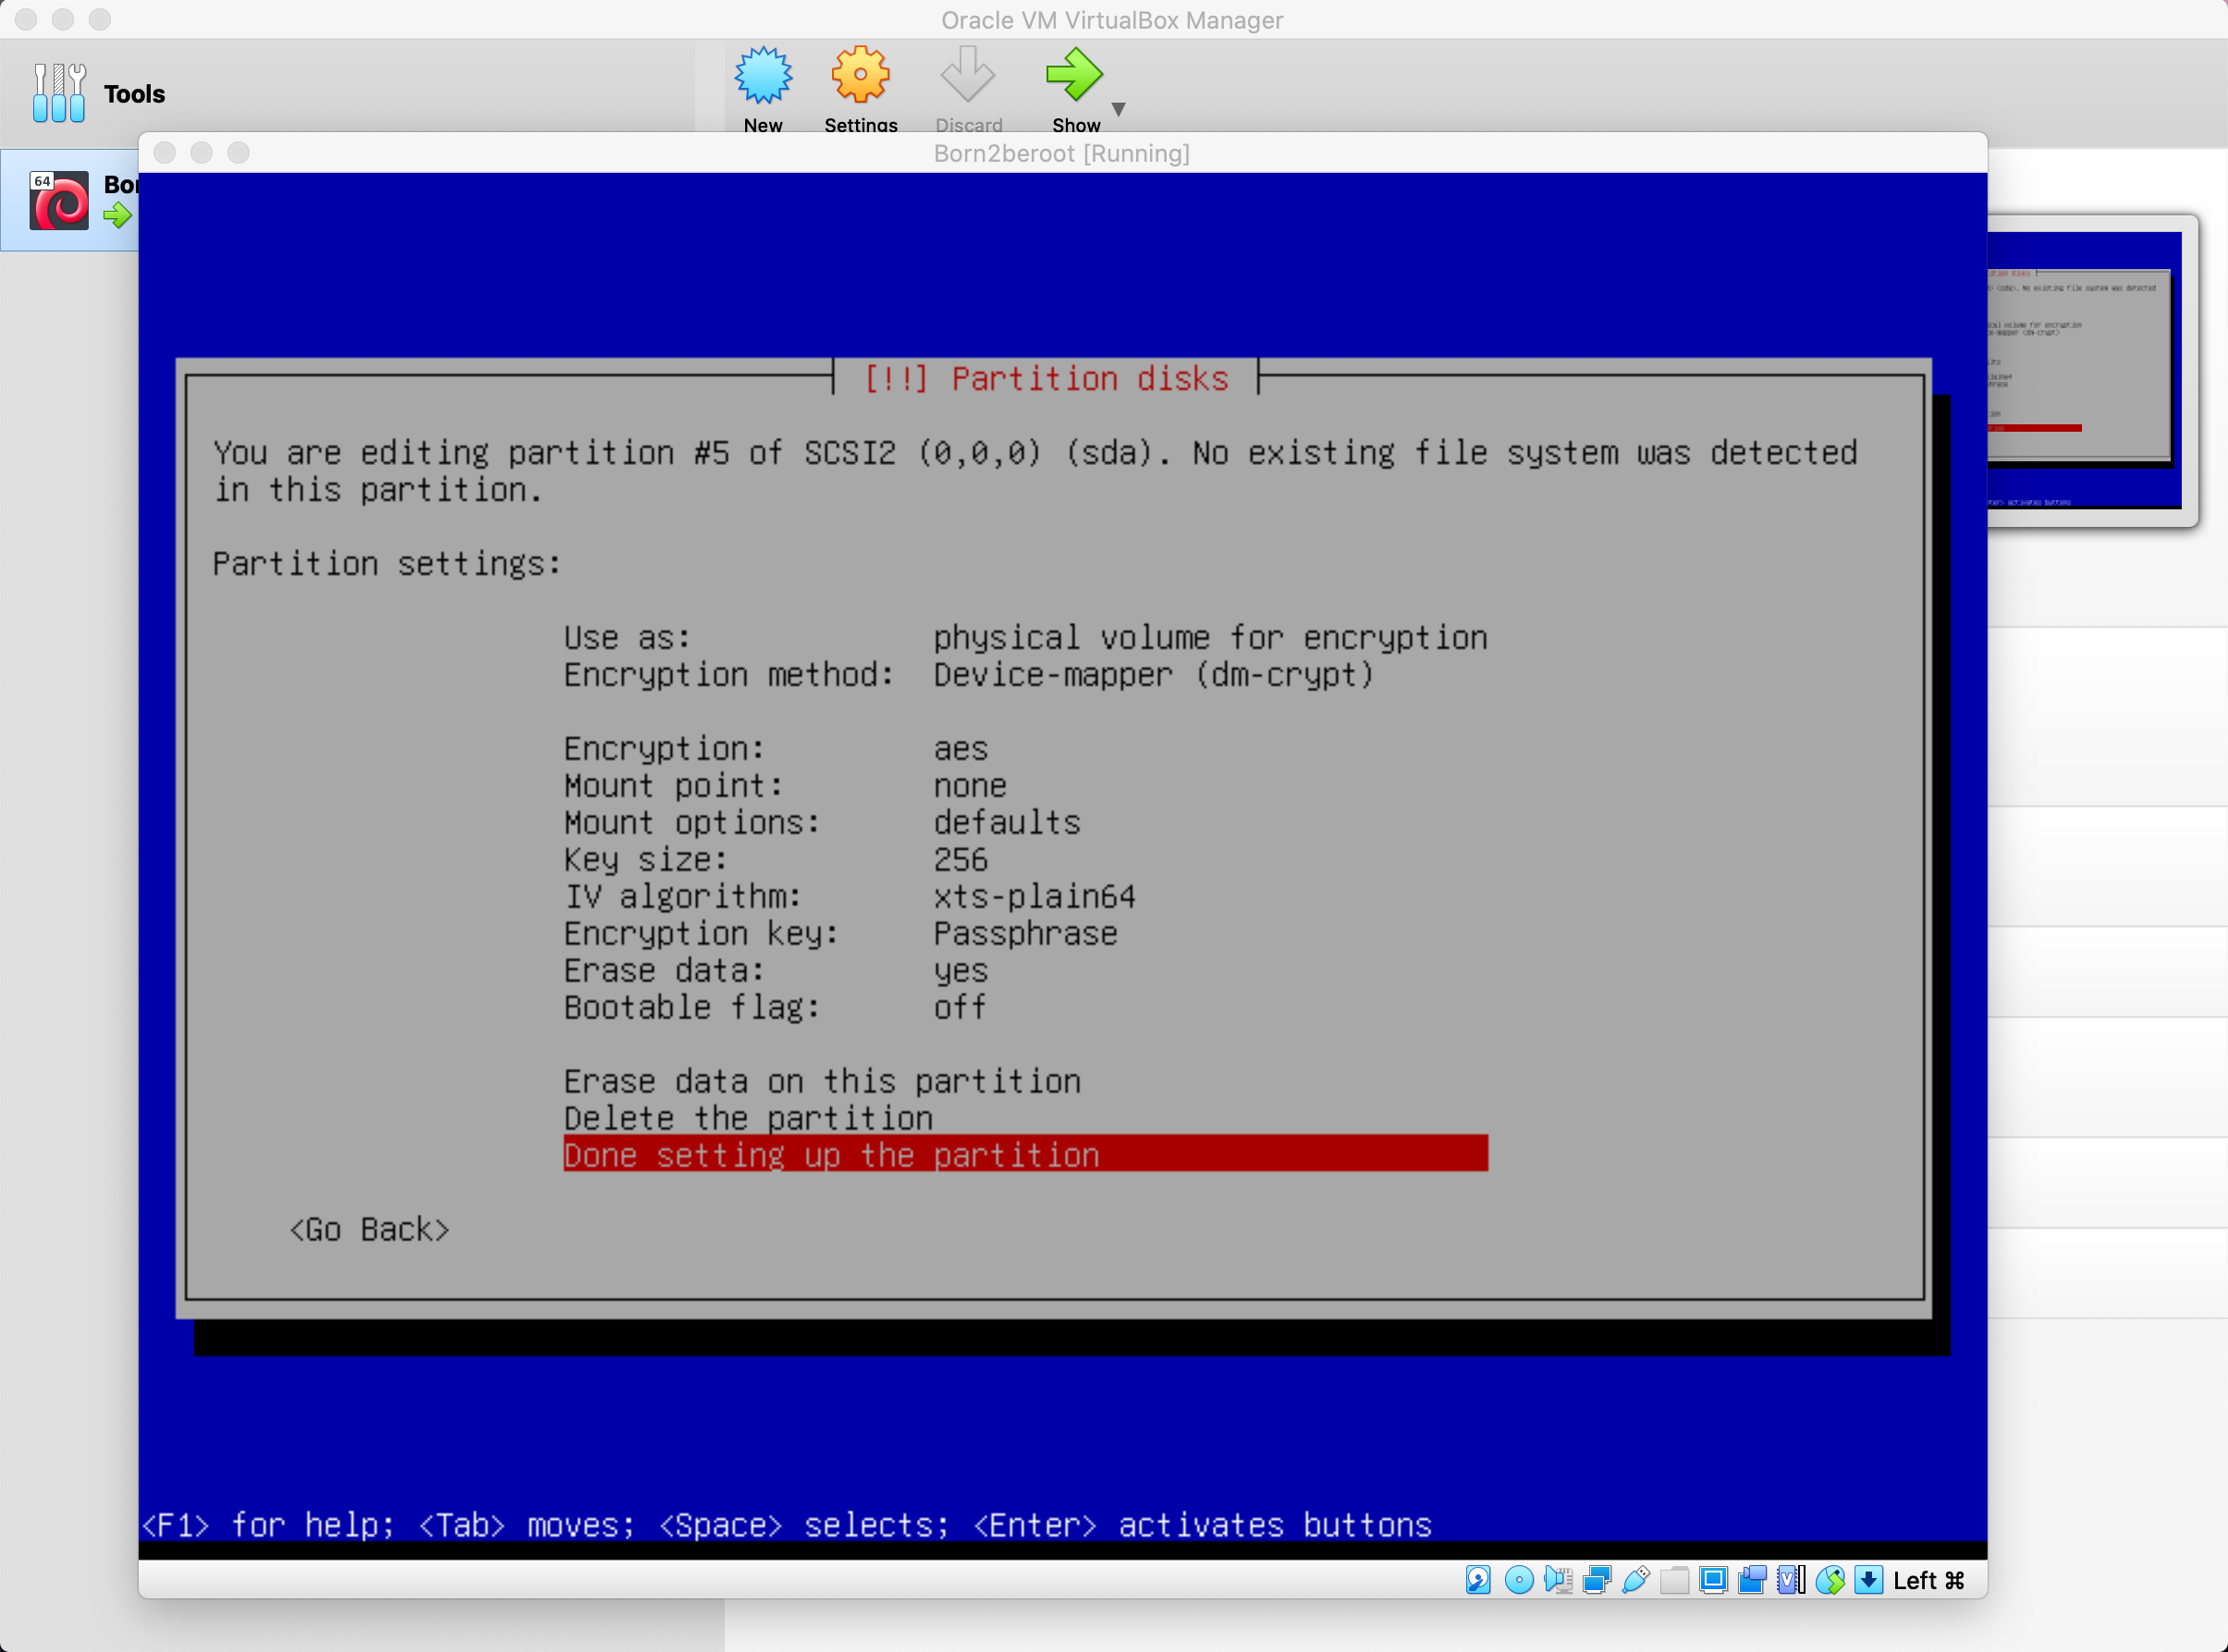 Oracle VM VirtualBox Manager
Tools
New
Settings
Discard
Show
Born2beroot [Running]
64
[!!] Partition disks
You are editing partition #5 of SCSI2 (0,0,0) (sda). No existing file system was detected
in this partition.
Partition settings:
Use as: physical volume for encryption
Encryption method: Device-mapper (dm-crypt)
Encryption: aes
Mount point: none
Mount options: defaults
Key size: 256
IV algorithm: xts-plain64
Encryption key: Passphrase
Erase data: yes
Bootable flag: off
Erase data on this partition
Delete the partition
Done setting up the partition
<Go Back>
<F1> for help; <Tab> moves; <Space> selects; <Enter> activates buttons
Left ⌘